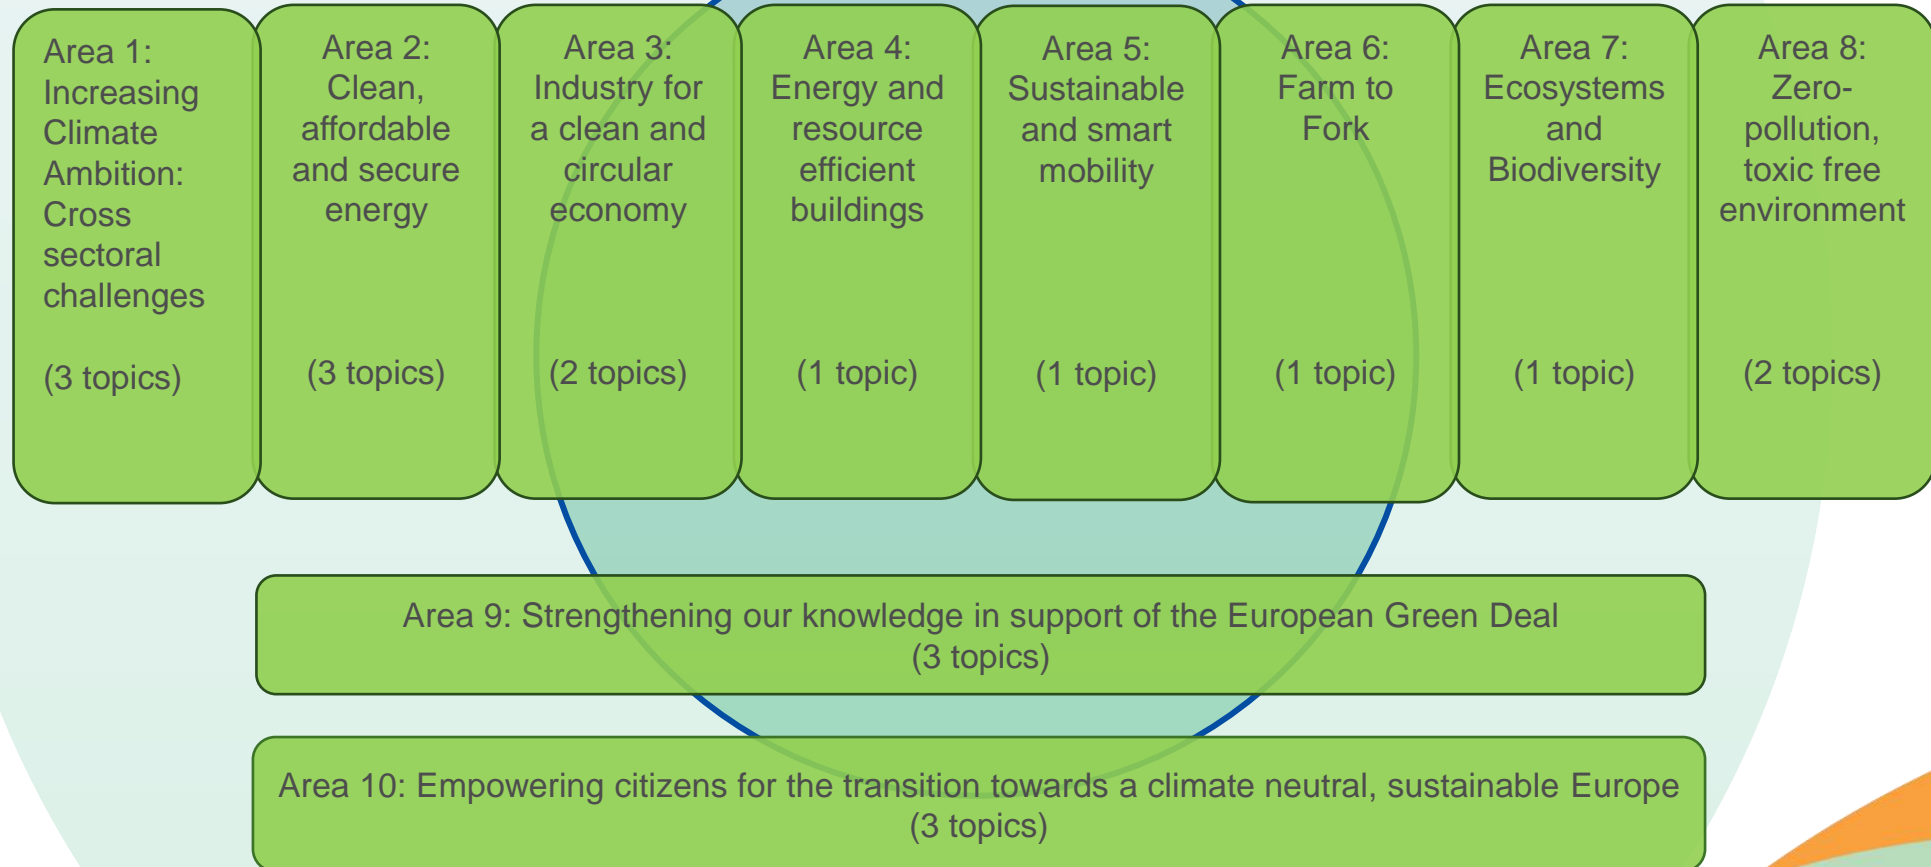 Area 1:
Increasing
Climate
Ambition:
Cross
sectoral
challenges
(3 topics)
Area 2:
Clean,
affordable
and secure
energy
(3 topics)
Area 3:
Industry for
a clean and
circular
economy
(2 topics)
Area 4:
Energy and
resource
efficient
buildings
(1 topic)
Area 5:
Sustainable
and smart
mobility
(1 topic)
Area 6:
Farm to
Fork
(1 topic)
Area 7:
Ecosystems
and
Biodiversity
(1 topic)
Area 8:
Zero-
pollution,
toxic free
environment
(2 topics)
Area 9: Strengthening our knowledge in support of the European Green Deal
(3 topics)
Area 10: Empowering citizens for the transition towards a climate neutral, sustainable Europe
(3 topics)